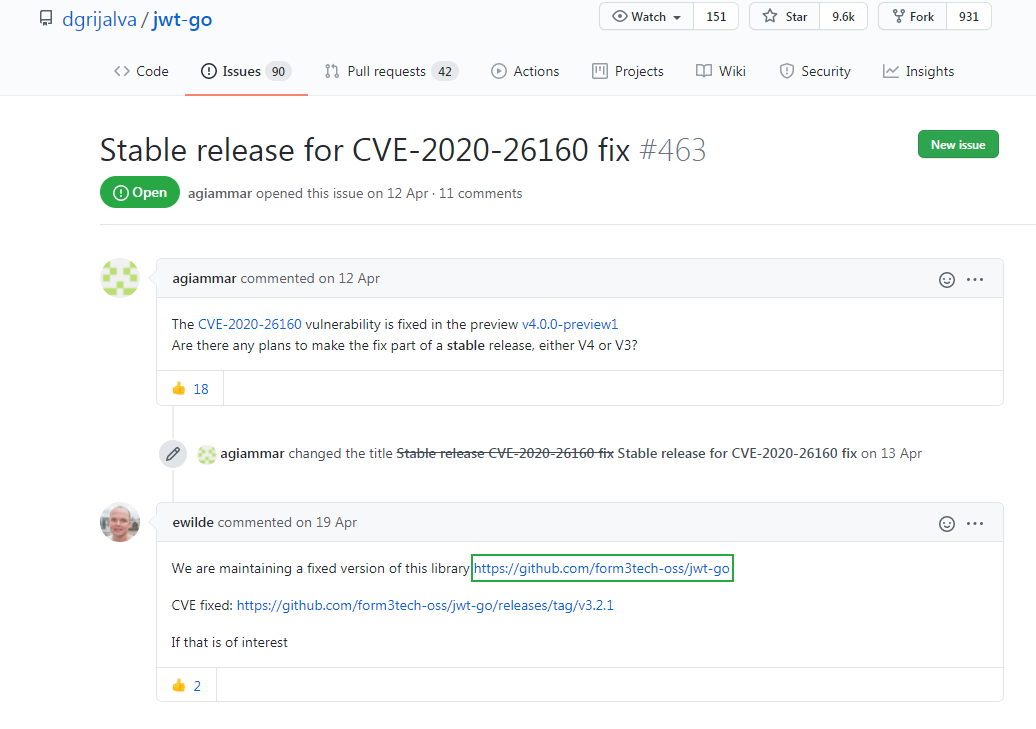 dgrijalva / jwt-go
Watch 151 Star 9.6k Fork 931
Code Issues 90 Pull requests 42 Actions Projects Wiki Security Insights
Stable release for CVE-2020-26160 fix #463
New issue
Open agiammar opened this issue on 12 Apr · 11 comments
agiammar commented on 12 Apr
The CVE-2020-26160 vulnerability is fixed in the preview v4.0.0-preview1
Are there any plans to make the fix part of a stable release, either V4 or V3?
👍 18
agiammar changed the title Stable release CVE-2020-26160 fix Stable release for CVE-2020-26160 fix on 13 Apr
ewilde commented on 19 Apr
We are maintaining a fixed version of this library https://github.com/form3tech-oss/jwt-go
CVE fixed: https://github.com/form3tech-oss/jwt-go/releases/tag/v3.2.1
If that is of interest
👍 2